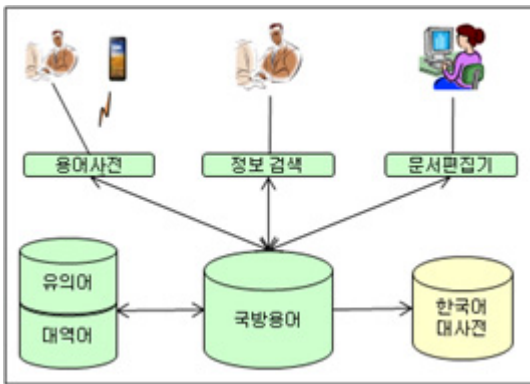 용어사전
정보 검색
문서편집기
유의어
대역어
국방용어
한국어
대사전